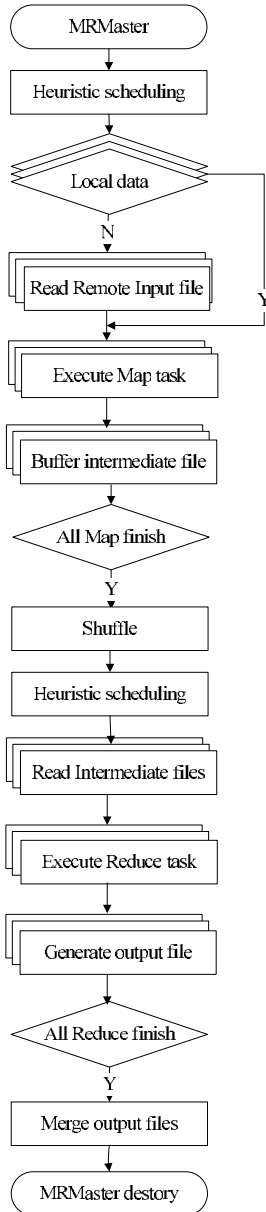 MRMaster
Heuristic scheduling
Local data
N
Y
Read Remote Input file
Execute Map task
Buffer intermediate file
All Map finish
Y
Shuffle
Heuristic scheduling
Read Intermediate files
Execute Reduce task
Generate output file
All Reduce finish
Y
Merge output files
MRMaster destory